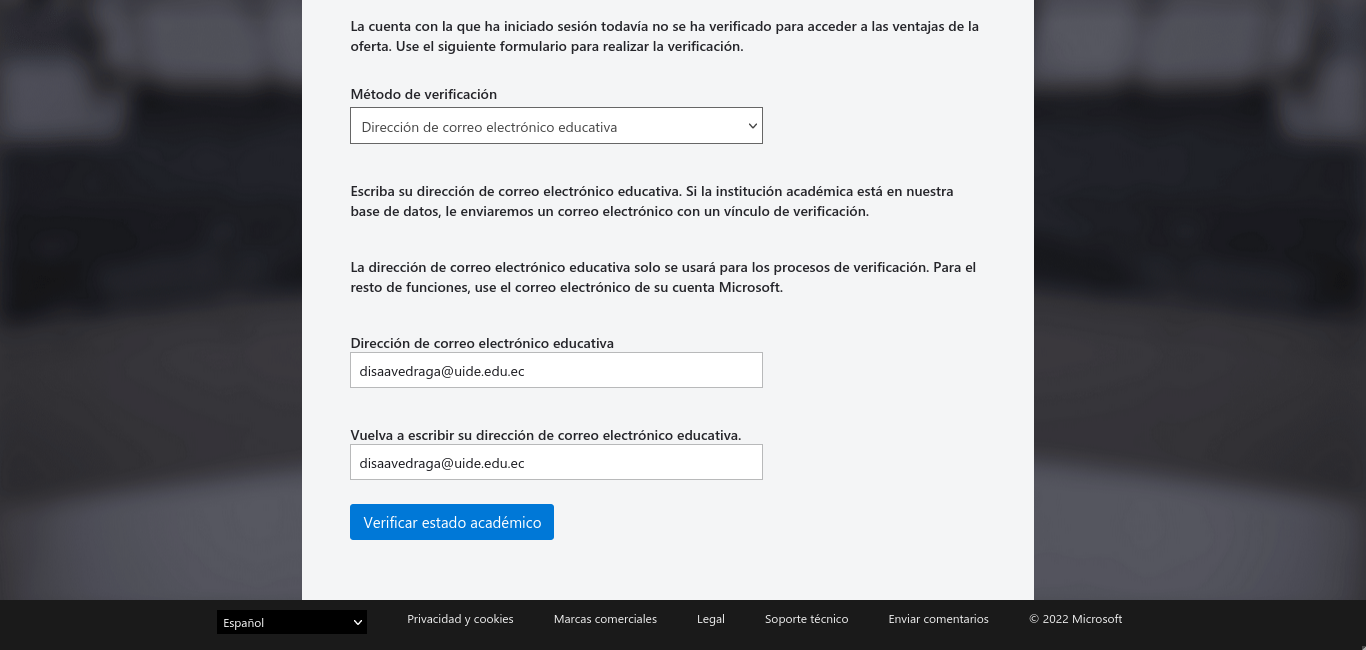 La cuenta con la que ha iniciado sesión todavía no se ha verificado para acceder a las ventajas de la
oferta. Use el siguiente formulario para realizar la verificación.
Método de verificación
Dirección de correo electrónico educativa
Escriba su dirección de correo electrónico educativa. Si la institución académica está en nuestra
base de datos, le enviaremos un correo electrónico con un vínculo de verificación.
La dirección de correo electrónico educativa solo se usará para los procesos de verificación. Para el
resto de funciones, use el correo electrónico de su cuenta Microsoft.
Dirección de correo electrónico educativa
disaavedraga@uide.edu.ec
Vuelva a escribir su dirección de correo electrónico educativa.
disaavedraga@uide.edu.ec
Verificar estado académico
Español Privacidad y cookies Marcas comerciales Legal Soporte técnico Enviar comentarios © 2022 Microsoft